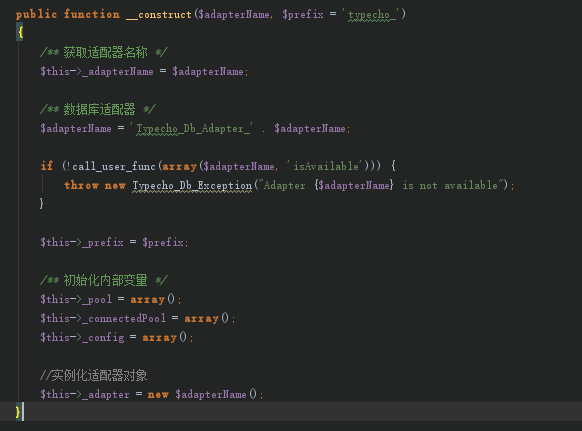 public function __construct($adapterName, $prefix = 'typecho_')
{
/** 获取适配器名称 */
$this->_adapterName = $adapterName;
/** 数据库适配器 */
$adapterName = 'Typecho_Db_Adapter_' . $adapterName;
if (!call_user_func(array($adapterName, 'isAvailable'))) {
throw new Typecho_Db_Exception("Adapter {$adapterName} is not available");
}
$this->_prefix = $prefix;
/** 初始化内部变量 */
$this->_pool = array();
$this->_connectedPool = array();
$this->_config = array();
//实例化适配器对象
$this->_adapter = new $adapterName();
}